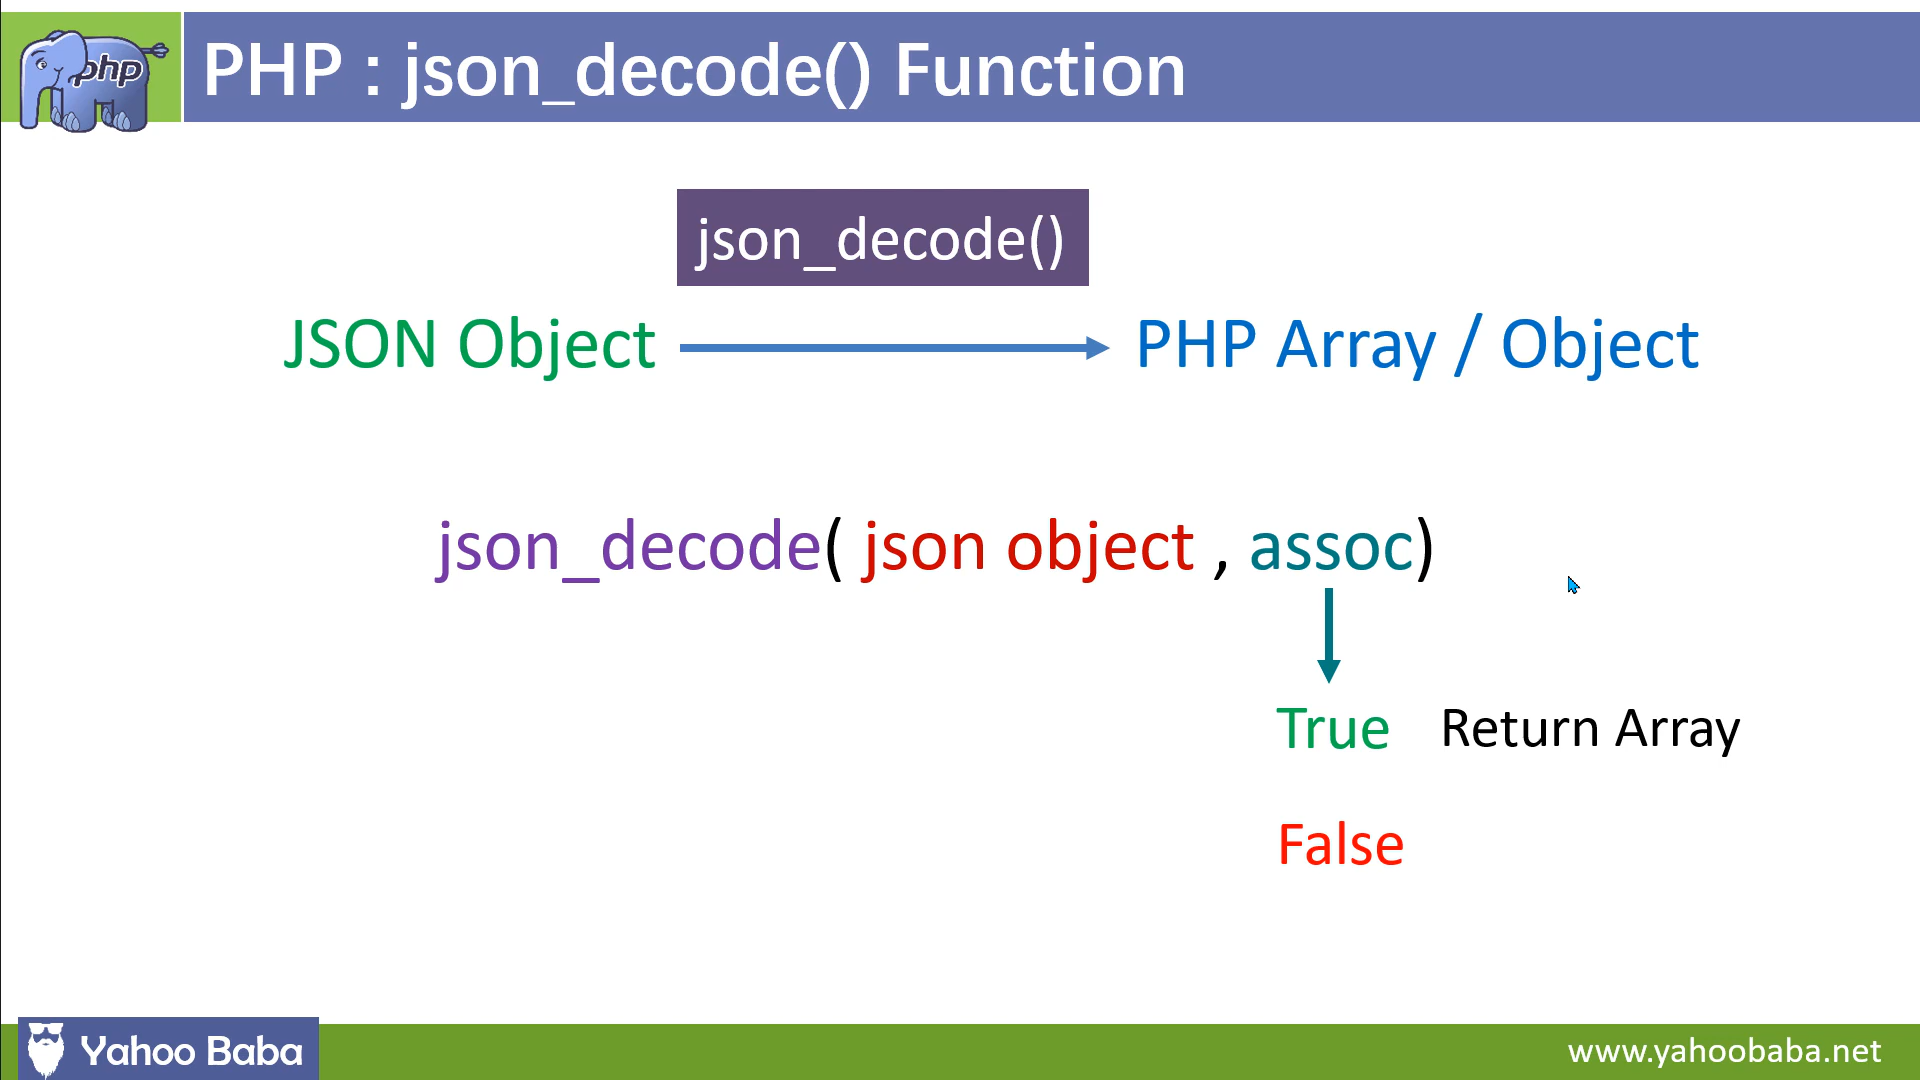 php
PHP : json_decode() Function
json_decode()
JSON Object PHP Array / Object
json_decode( json object , assoc)
True Return Array
False
Yahoo Baba
www.yahoobaba.net